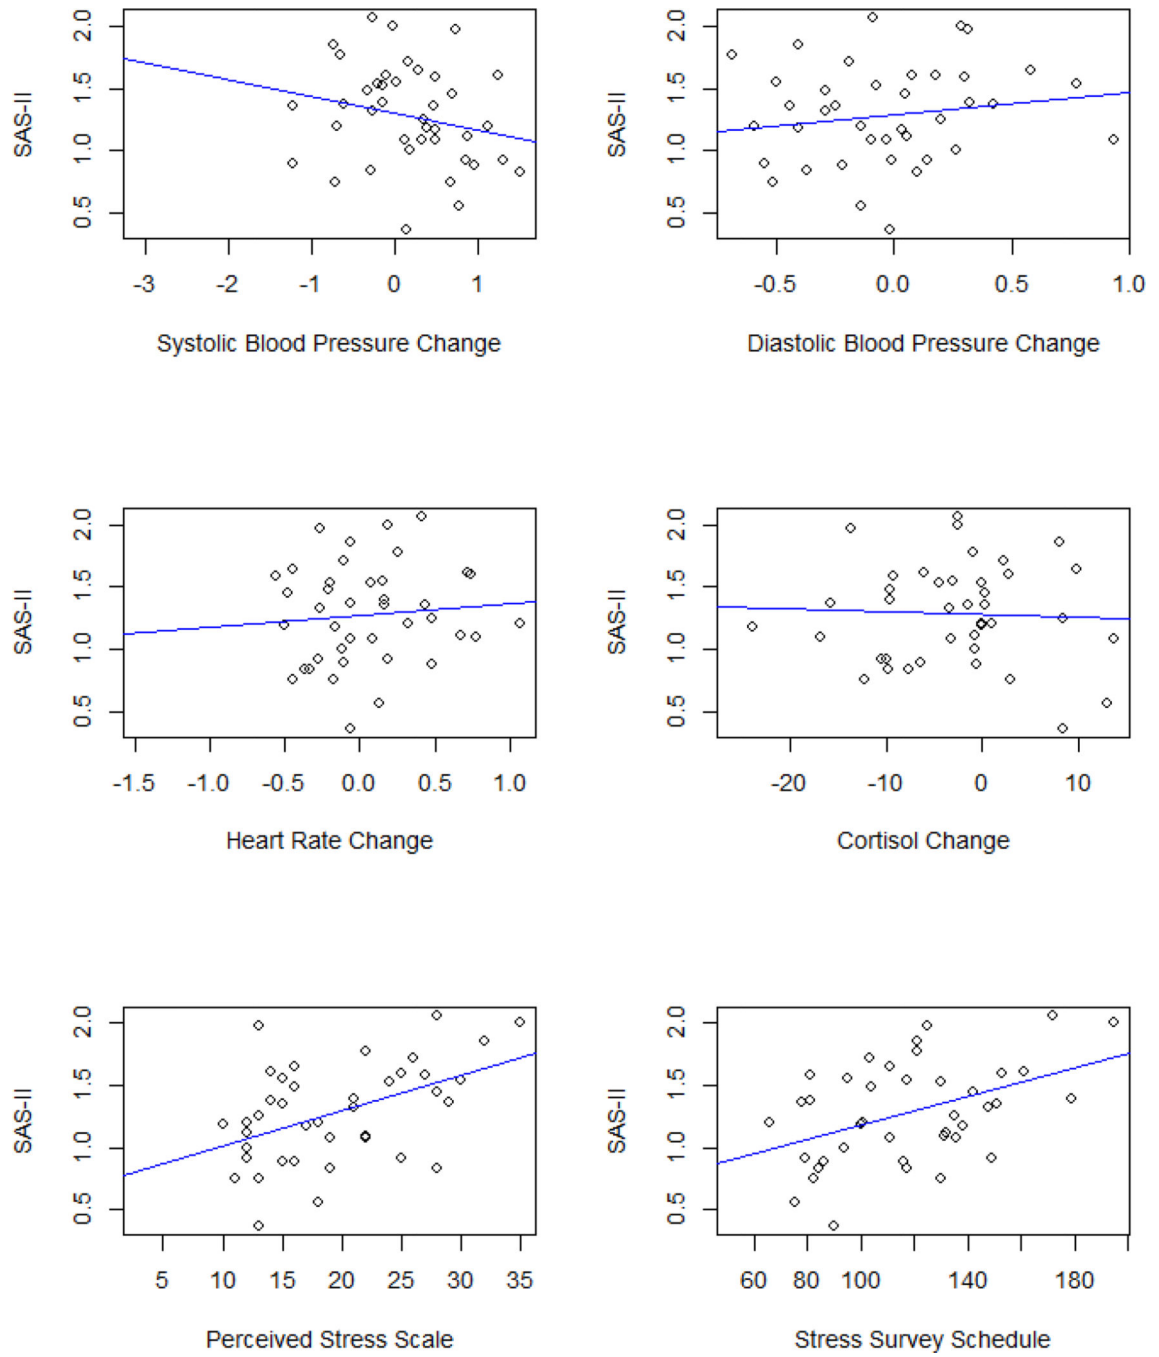 SAS-II
2.0
1.5
1.0
0.5
-3 -2 -1 0 1
Systolic Blood Pressure Change
SAS-II
2.0
1.5
1.0
0.5
-0.5 0.0 0.5 1.0
Diastolic Blood Pressure Change
SAS-II
2.0
1.5
1.0
0.5
-1.5 -1.0 -0.5 0.0 0.5 1.0
Heart Rate Change
SAS-II
2.0
1.5
1.0
0.5
-20 -10 0 10
Cortisol Change
SAS-II
2.0
1.5
1.0
0.5
5 10 15 20 25 30 35
Perceived Stress Scale
SAS-II
2.0
1.5
1.0
0.5
60 80 100 140 180
Stress Survey Schedule